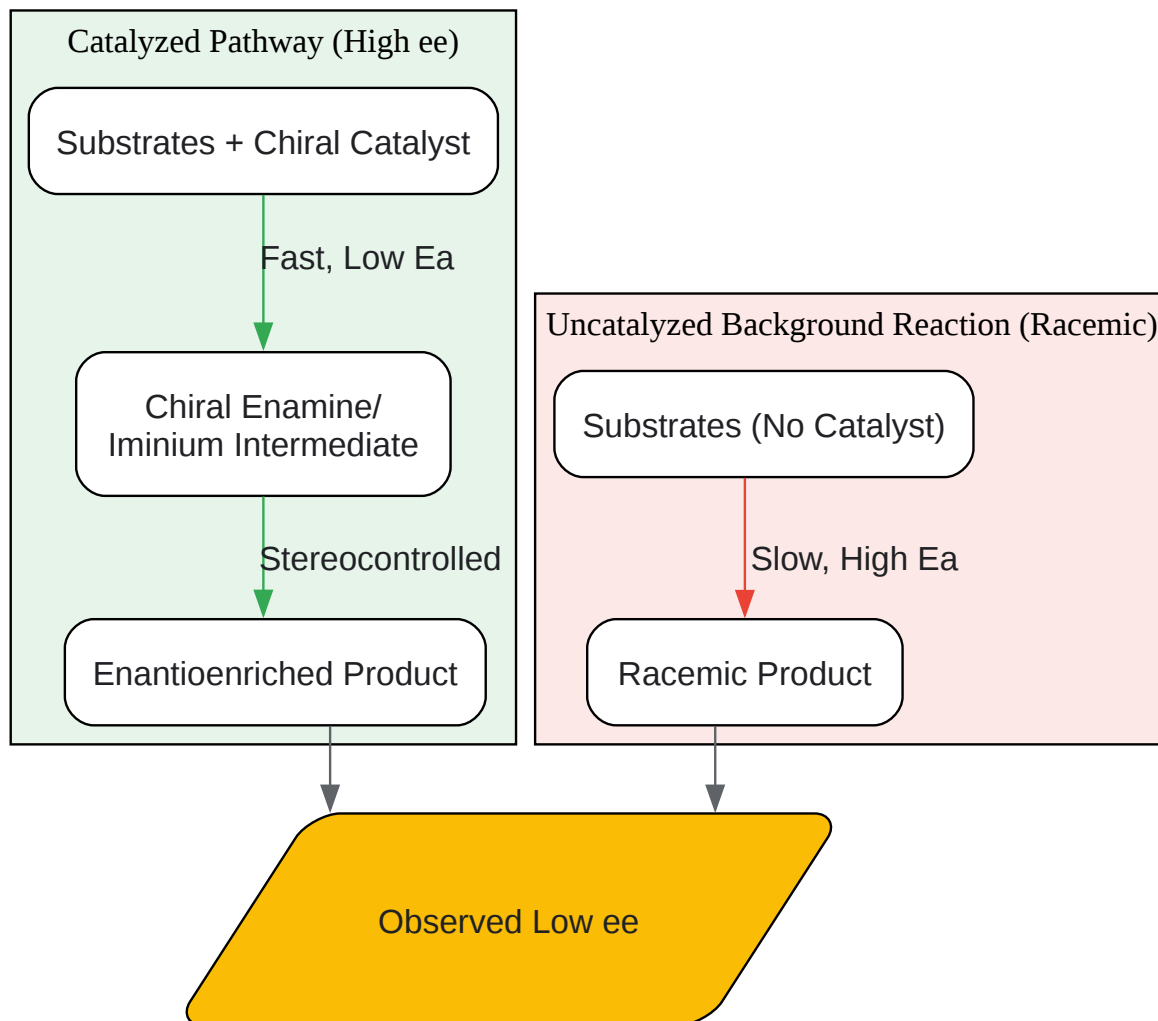 Catalyzed Pathway (High ee)
Substrates + Chiral Catalyst
Fast, Low Ea
Chiral Enamine/
Iminium Intermediate
Stereocontrolled
Enantioenriched Product
Uncatalyzed Background Reaction (Racemic)
Substrates (No Catalyst)
Slow, High Ea
Racemic Product
Observed Low ee